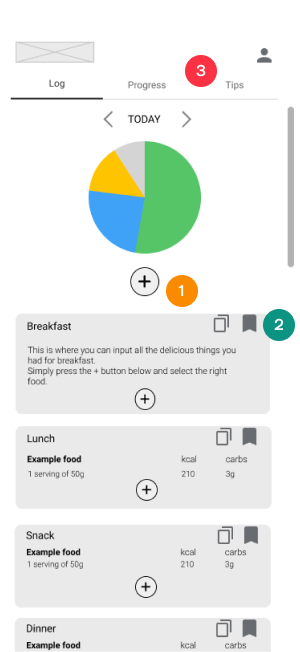 3
Log Progress Tips
TODAY
1
Breakfast
2
This is where you can input all the delicious things you
had for breakfast.
Simply press the + button below and select the right
food.
Lunch
Example food kcal carbs
1 serving of 50g 210 3g
Snack
Example food kcal carbs
1 serving of 50g 210 3g
Dinner
Example food kcal carbs